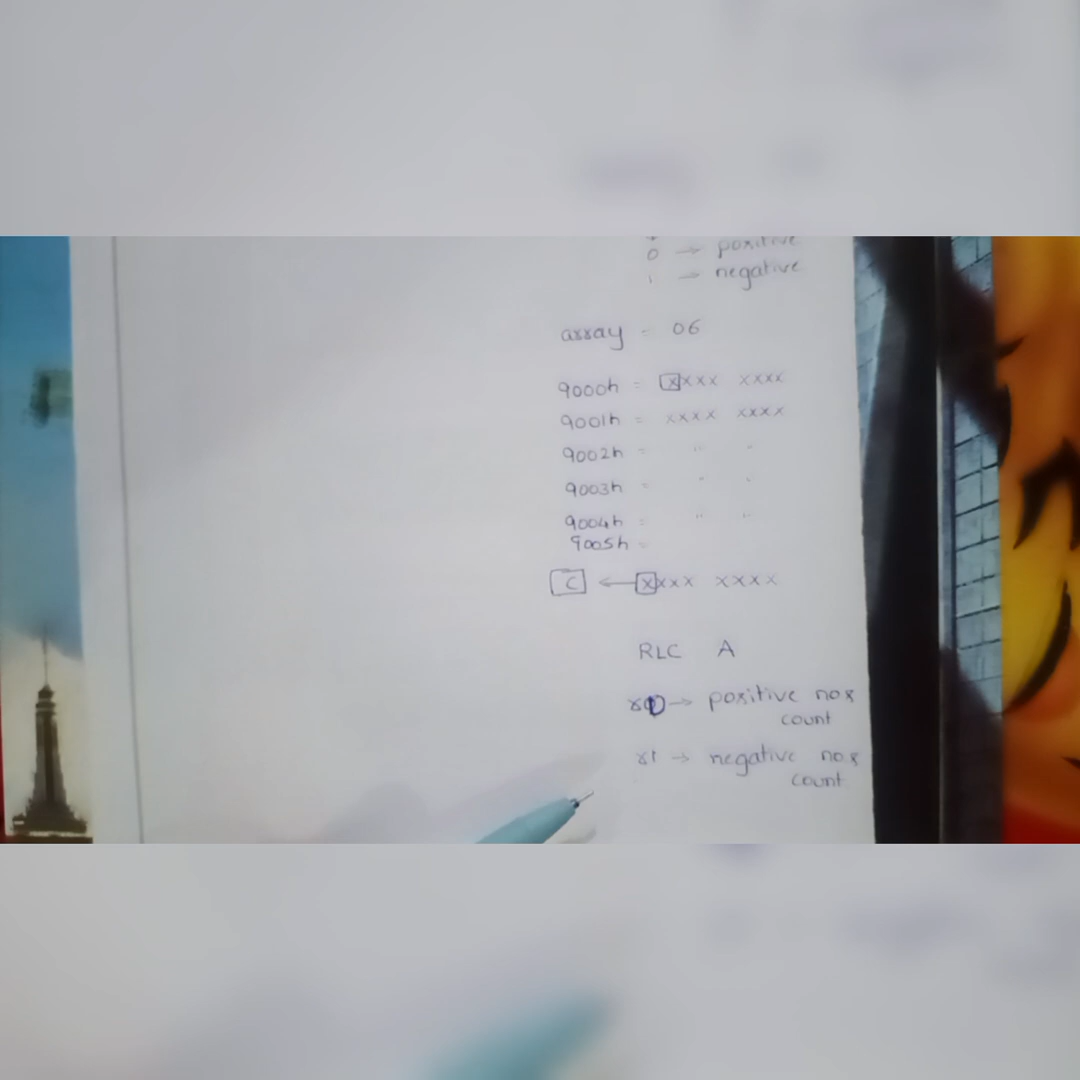 0 → positive
1 → negative
array - 06
9000h = xxxx xxxx
9001h = xxxx xxxx
9002h = " "
9003h = " "
9004h = " "
9005h =
C ← xxxx xxxx
RLC A
r0 → positive nos
count
r1 → negative nos
count